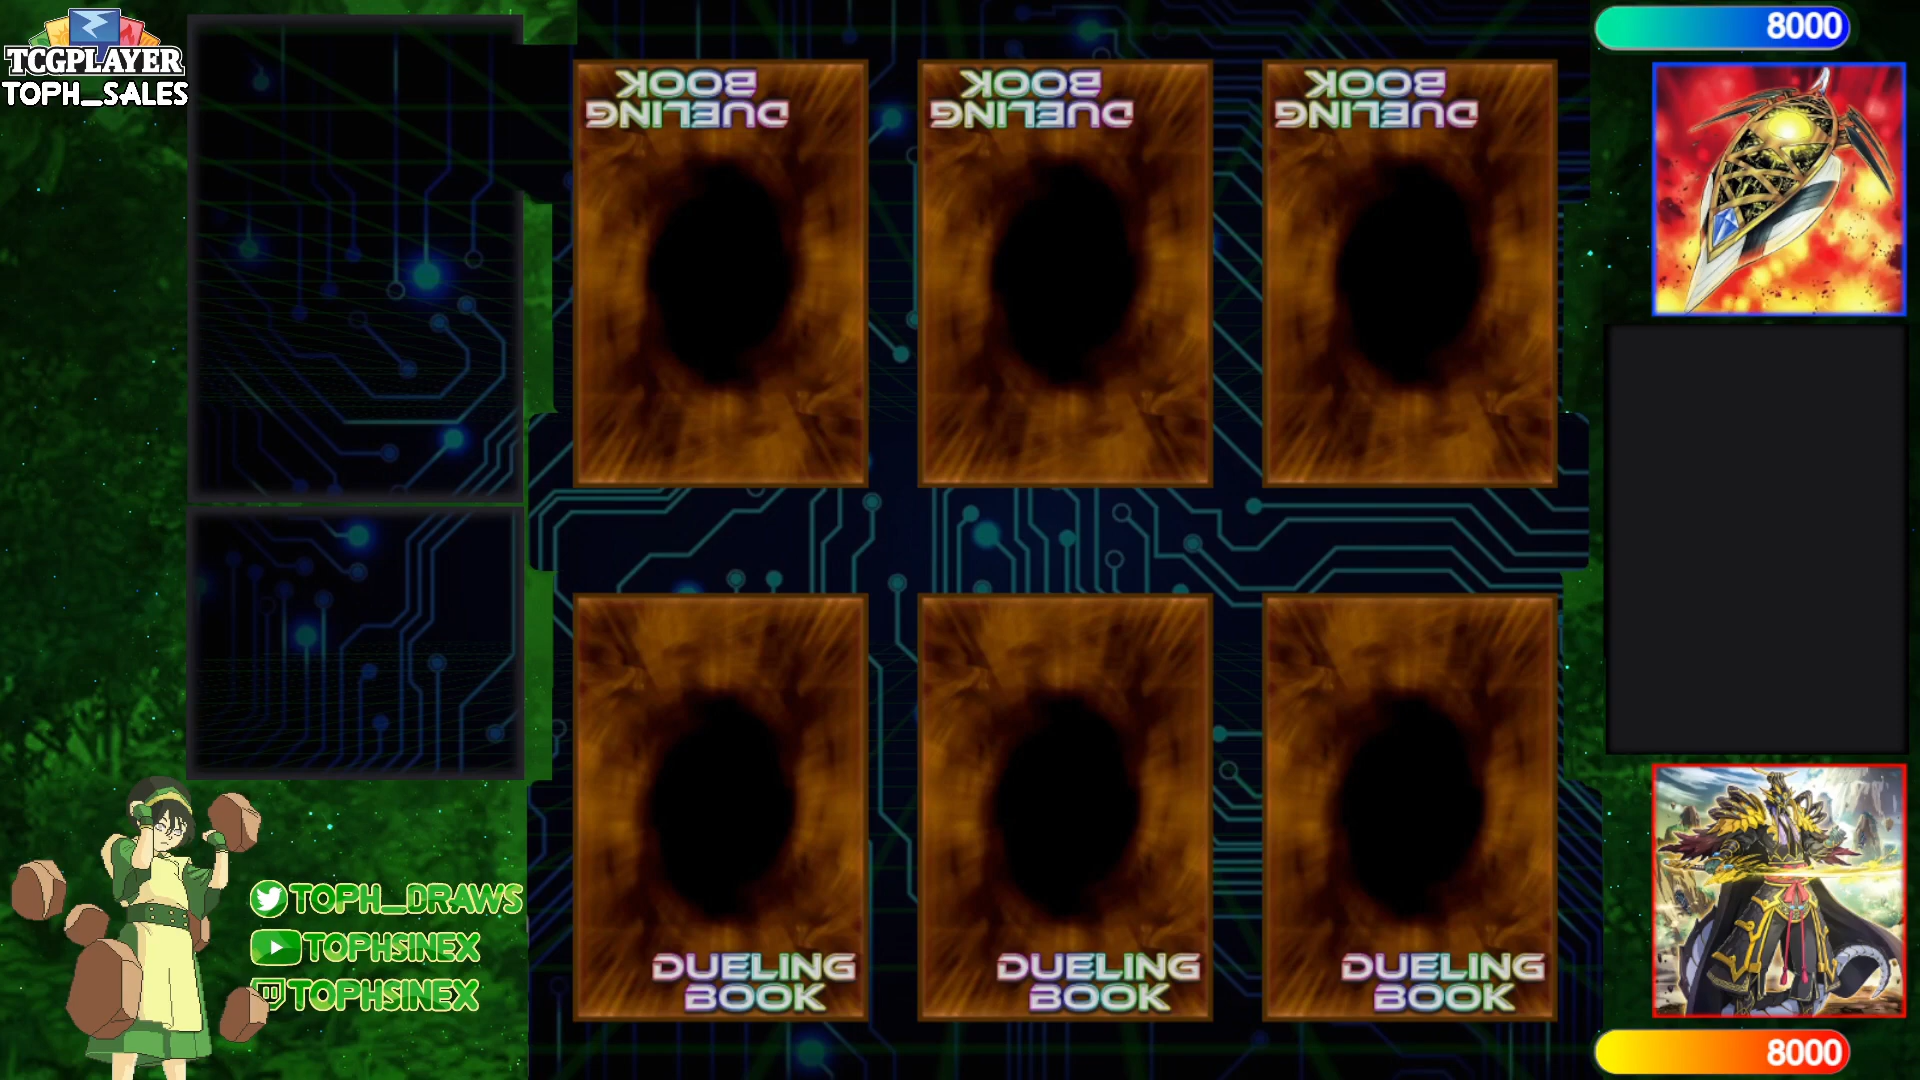 TCGPLAYER
TOPH_SALES
8000
DUELING
BOOK
DUELING
BOOK
DUELING
BOOK
DUELING
BOOK
DUELING
BOOK
DUELING
BOOK
TOPH_DRAWS
TOPHSINEX
TOPHSINEX
8000